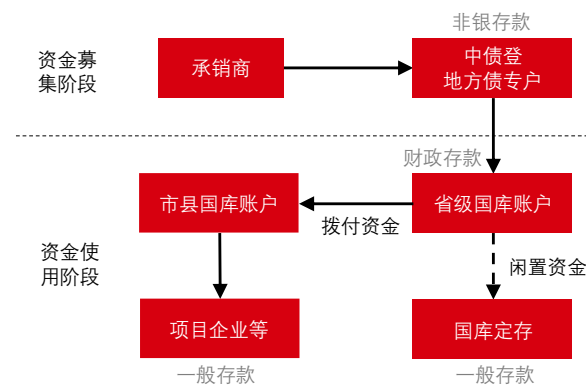 非银存款
资金募
集阶段
承销商
中债登
地方债专户
财政存款
市县国库账户
省级国库账户
拨付资金
资金使
用阶段
闲置资金
项目企业等
国库定存
一般存款
一般存款